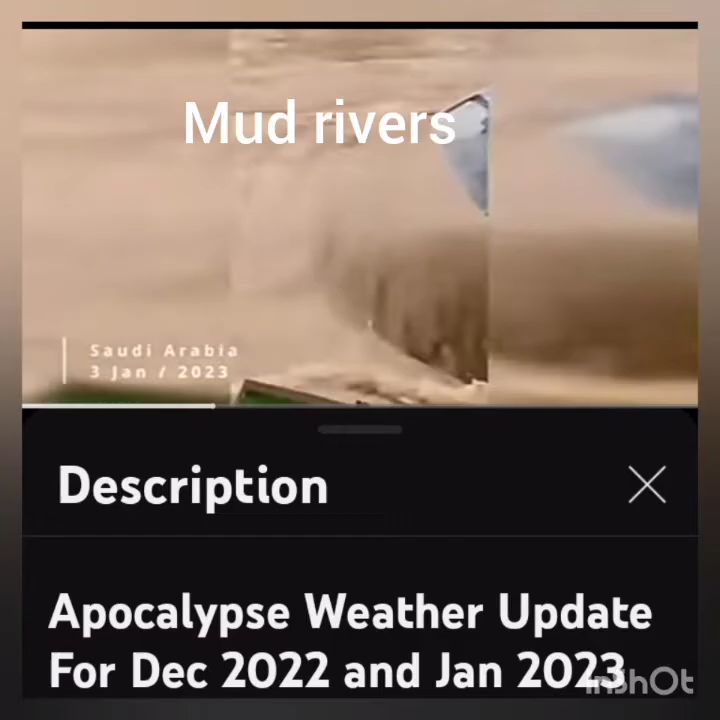 Mud rivers
Saudi Arabia
3 Jan / 2023
Description
Apocalypse Weather Update
For Dec 2022 and Jan 2023
InShOt